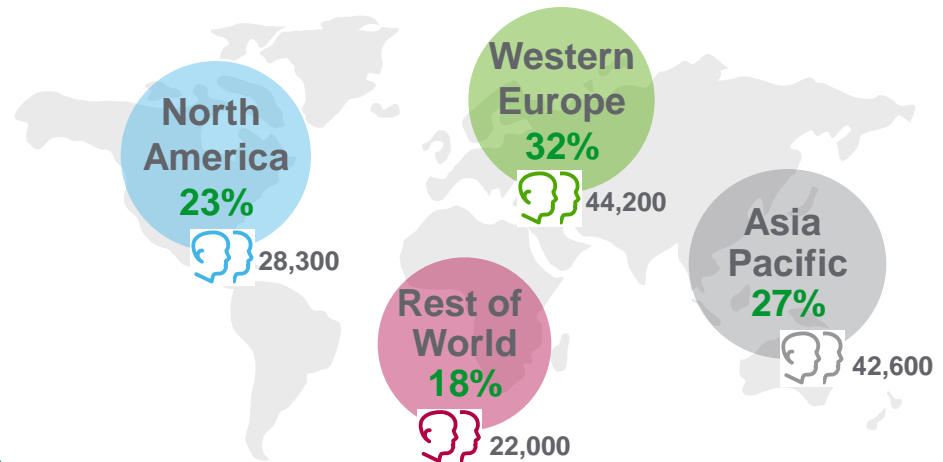 North
America
23%
28,300
Western
Europe
32%
44,200
Asia
Pacific
27%
42,600
Rest of
World
18%
22,000